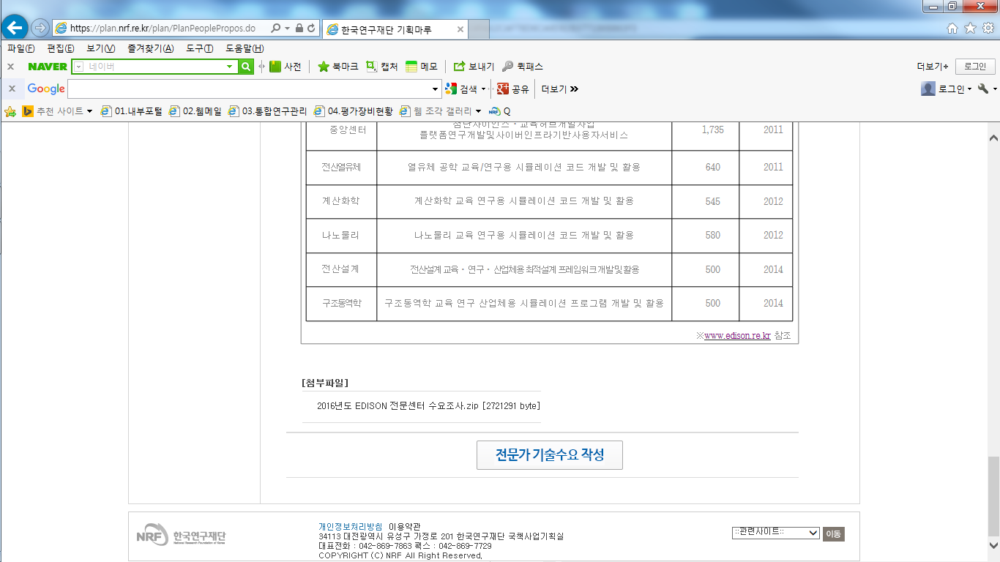 https://plan.nrf.re.kr/plan/PlanPeoplePropos.do
한국연구재단 기획마루
파일(F) 편집(E) 보기(V) 즐겨찾기(A) 도구(T) 도움말(H)
x NAVER 네이버 사전 북마크 캡처 메모 보내기 퀵패스 더보기+ 로그인
x Google 검색 공유 더보기 로그인
추천 사이트 01.내부포털 02.웹메일 03.통합연구관리 04.평가장비현황 웹 조각 갤러리 NRF Q
첨단사이언스·교육허브개발사업
중앙센터 플랫폼연구개발및사이버인프라기반사용자서비스 1,735 2011
전산열유체 열유체 공학 교육/연구용 시뮬레이션 코드 개발 및 활용 640 2011
계산화학 계산화학 교육 연구용 시뮬레이션 코드 개발 및 활용 545 2012
나노물리 나노물리 교육 연구용 시뮬레이션 코드 개발 및 활용 580 2012
전산설계 전산설계 교육· 연구· 산업체용 최적설계 프레임워크 개발 및 활용 500 2014
구조동역학 구조동역학 교육 연구 산업체용 시뮬레이션 프로그램 개발 및 활용 500 2014
※www.edison.re.kr 참조
[첨부파일]
2016년도 EDISON 전문센터 수요조사.zip [2721291 byte]
전문가 기술수요 작성
NRF 한국연구재단
National Research Foundation of Korea
개인정보처리방침 이용약관
34113 대전광역시 유성구 가정로 201 한국연구재단 국책사업기획실
대표전화 : 042-869-7863 팩스 : 042-869-7729
COPYRIGHT (C) NRF All Right Reserved,
::관련사이트:: 이동